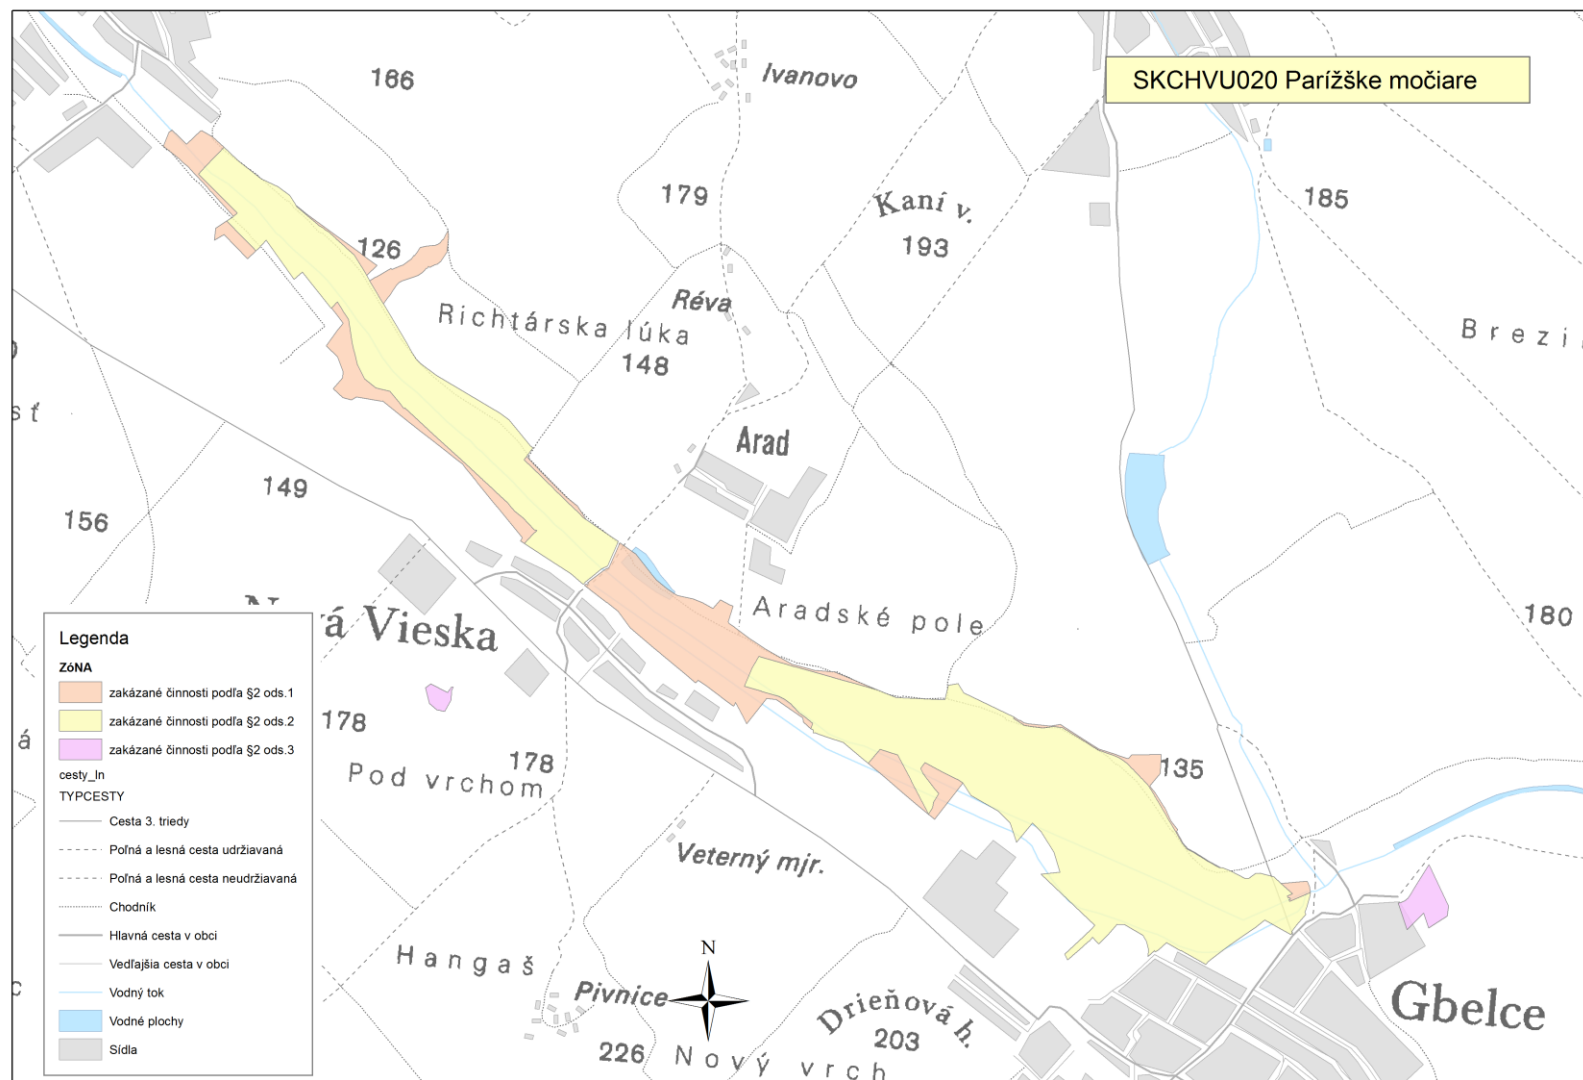 SKCHVU020 Parížške močiare
166
Ivanovo
179
Kaní v.
193
185
126
Réva
Richtárska lúka
148
Brezi
s ť
Arad
149
156
Aradské pole
180
á Vieska
178
á
Pod vrchom
178
135
Veterný mjr.
Hangaš
Pivnice
N
Drieňová h.
203
226
Nový vrch
Gbelce
c
Legenda
ZóNA
zakázané činnosti podľa §2 ods.1
zakázané činnosti podľa §2 ods.2
zakázané činnosti podľa §2 ods.3
cesty_ln
TYPCESTY
Cesta 3. triedy
Poľná a lesná cesta udržiavaná
Poľná a lesná cesta neudržiavaná
Chodník
Hlavná cesta v obci
Vedľajšia cesta v obci
Vodný tok
Vodné plochy
Sídla